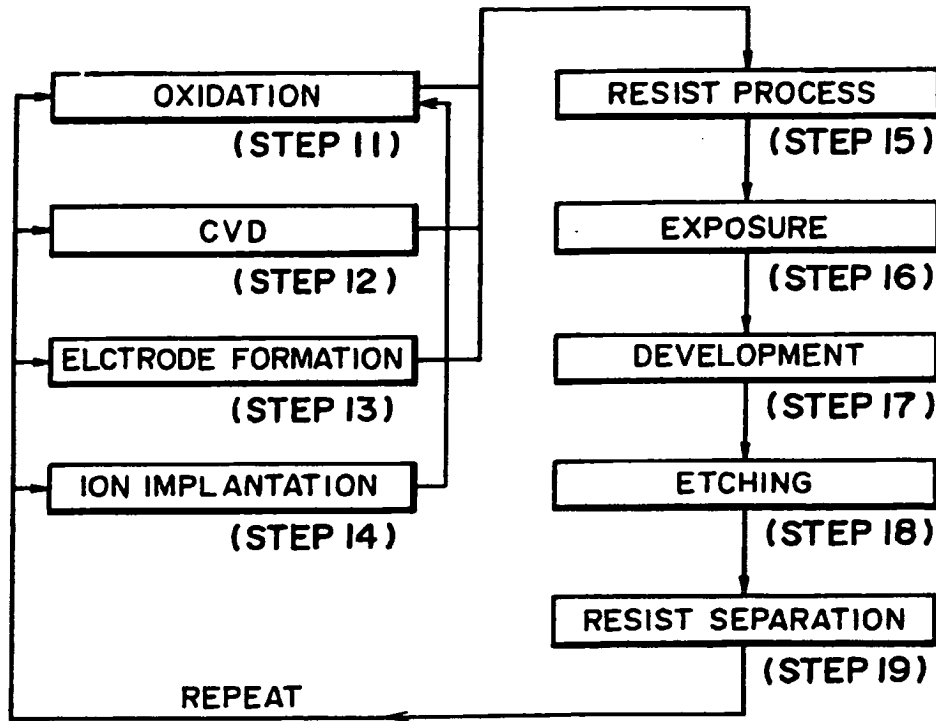 OXIDATION
(STEP 11)
CVD
(STEP 12)
ELCTRODE FORMATION
(STEP 13)
ION IMPLANTATION
(STEP 14)
RESIST PROCESS
(STEP 15)
EXPOSURE
(STEP 16)
DEVELOPMENT
(STEP 17)
ETCHING
(STEP 18)
RESIST SEPARATION
(STEP 19)
REPEAT